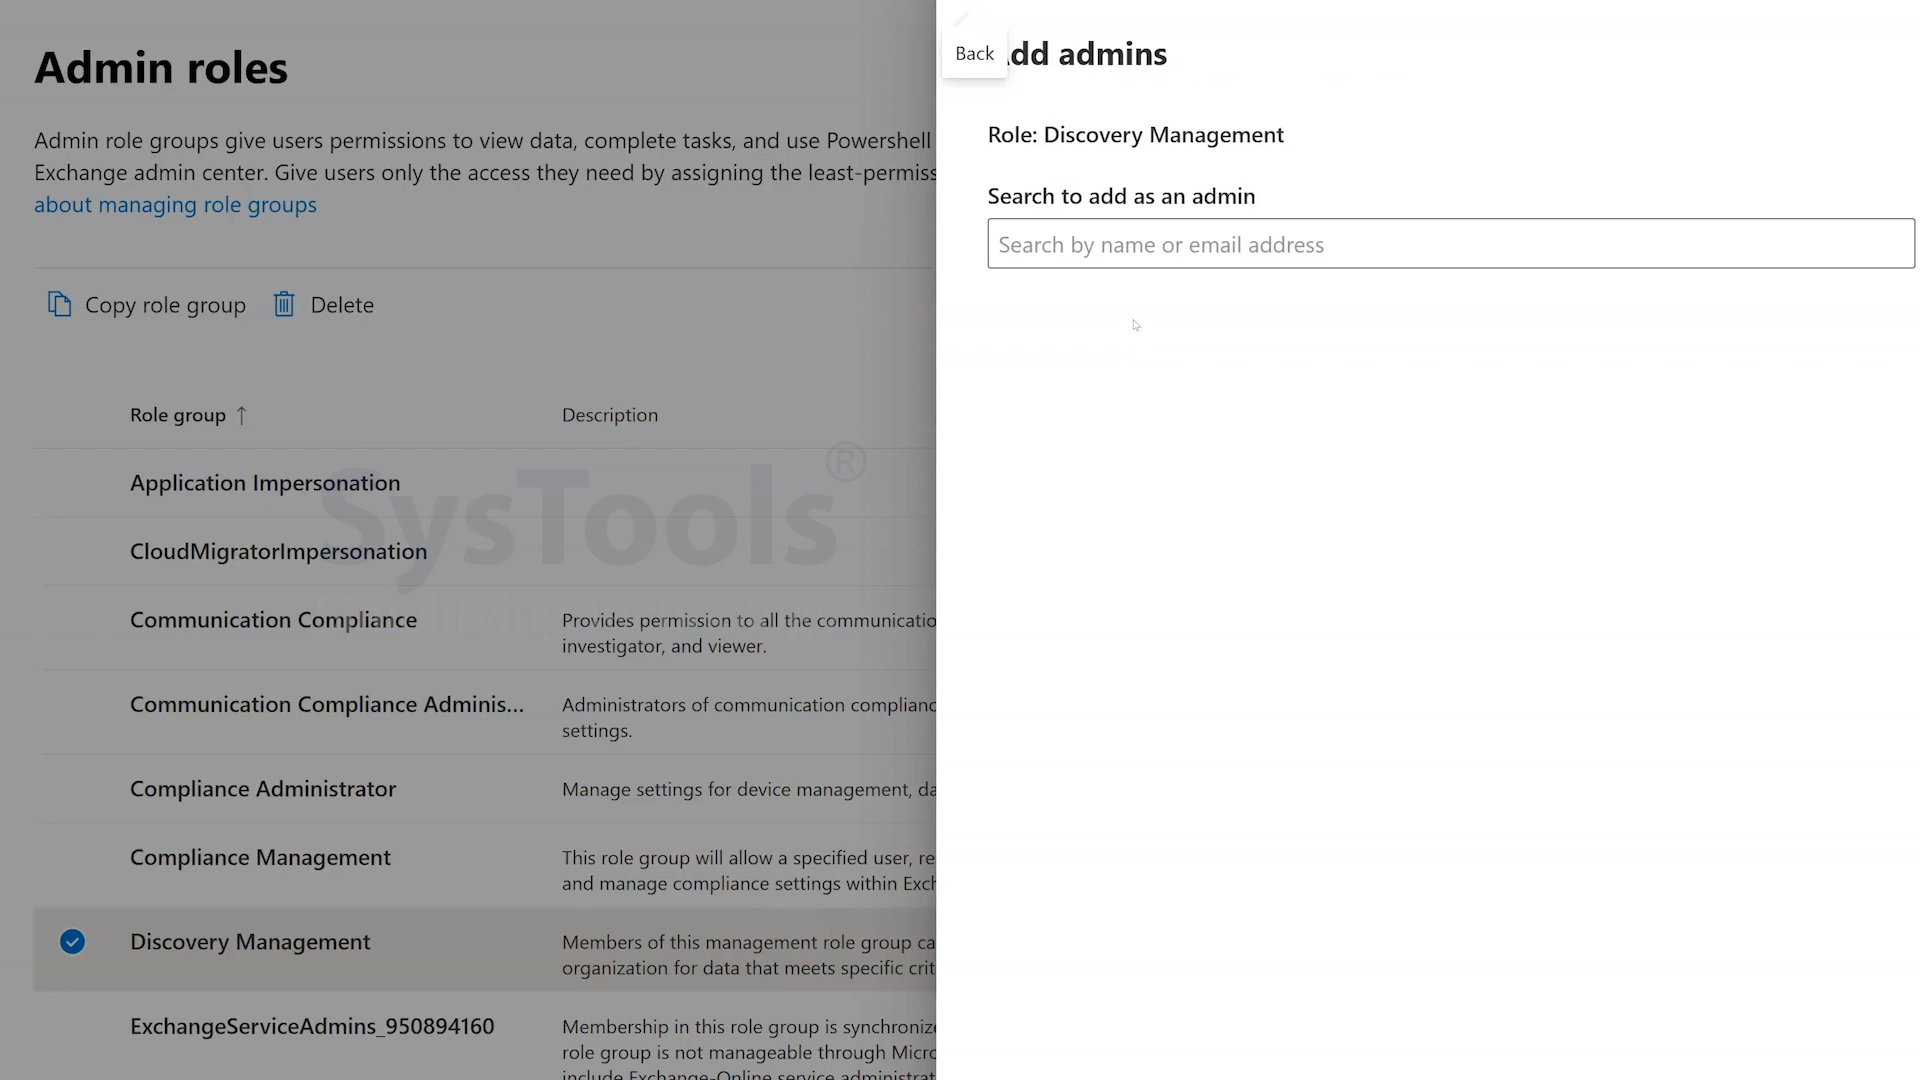 Admin roles
Admin role groups give users permissions to view data, complete tasks, and use Powershell
Exchange admin center. Give users only the access they need by assigning the least-permiss
about managing role groups
Copy role group
Delete
Role group ↑
Description
Application Impersonation
CloudMigratorImpersonation
Communication Compliance
Provides permission to all the communicatio
investigator, and viewer.
Communication Compliance Adminis...
Administrators of communication complianc
settings.
Compliance Administrator
Manage settings for device management, da
Compliance Management
This role group will allow a specified user, re
and manage compliance settings within Exch
Discovery Management
Members of this management role group ca
organization for data that meets specific crit
ExchangeServiceAdmins_950894160
Membership in this role group is synchronize
role group is not manageable through Micro
include Exchange-Online service administrat
SysTools®
Back
dd admins
Role: Discovery Management
Search to add as an admin
Search by name or email address